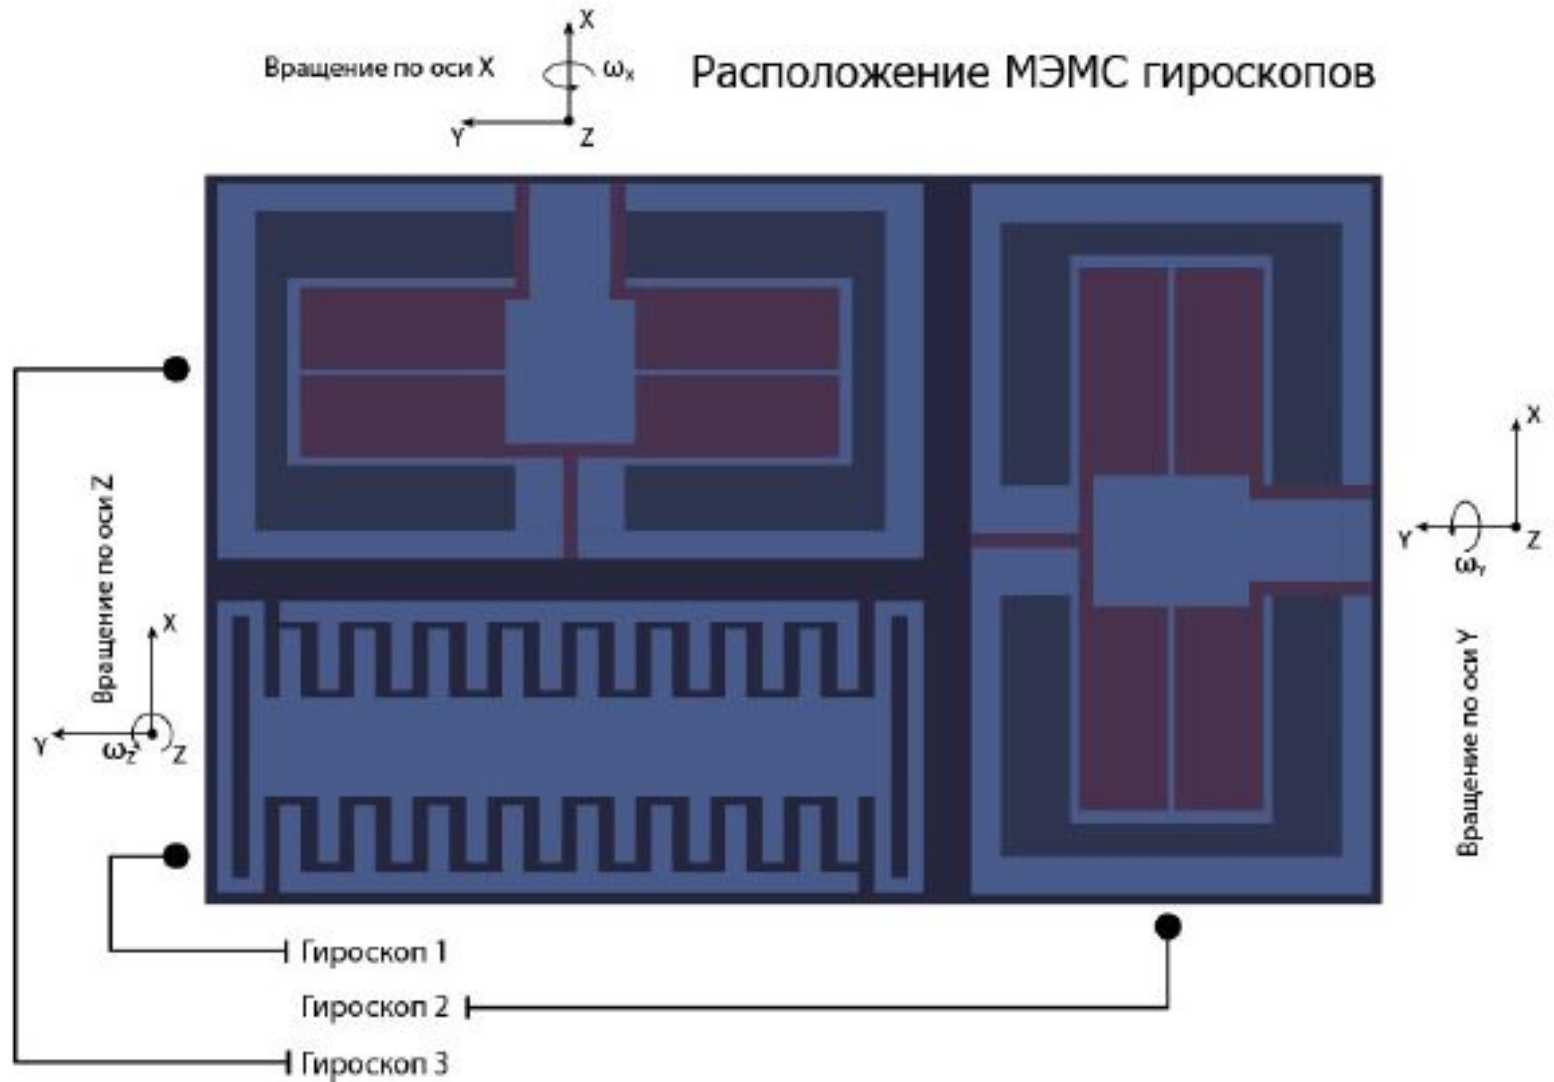 X
Вращение по оси X
ωX
Расположение МЭМС гироскопов
Y
Z
X
Вращение по оси Z
Y
ωY
Z
X
Y
ωZ
Z
Вращение по оси Y
Гироскоп 1
Гироскоп 2
Гироскоп 3